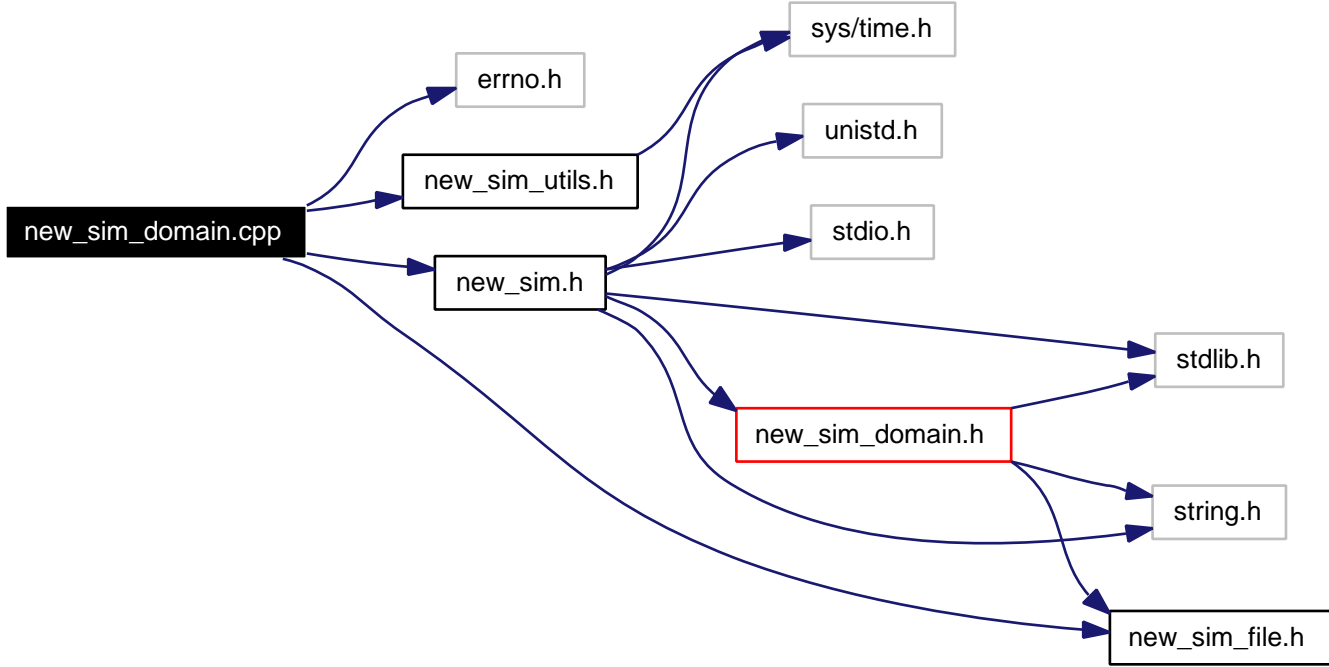 sys/time.h
errno.h
unistd.h
new_sim_utils.h
new_sim_domain.cpp
stdio.h
new_sim.h
stdlib.h
new_sim_domain.h
string.h
new_sim_file.h